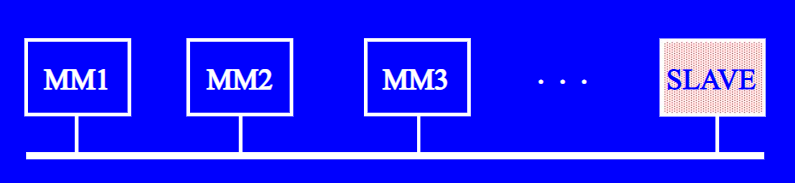 MM1 MM2 MM3 . . . SLAVE